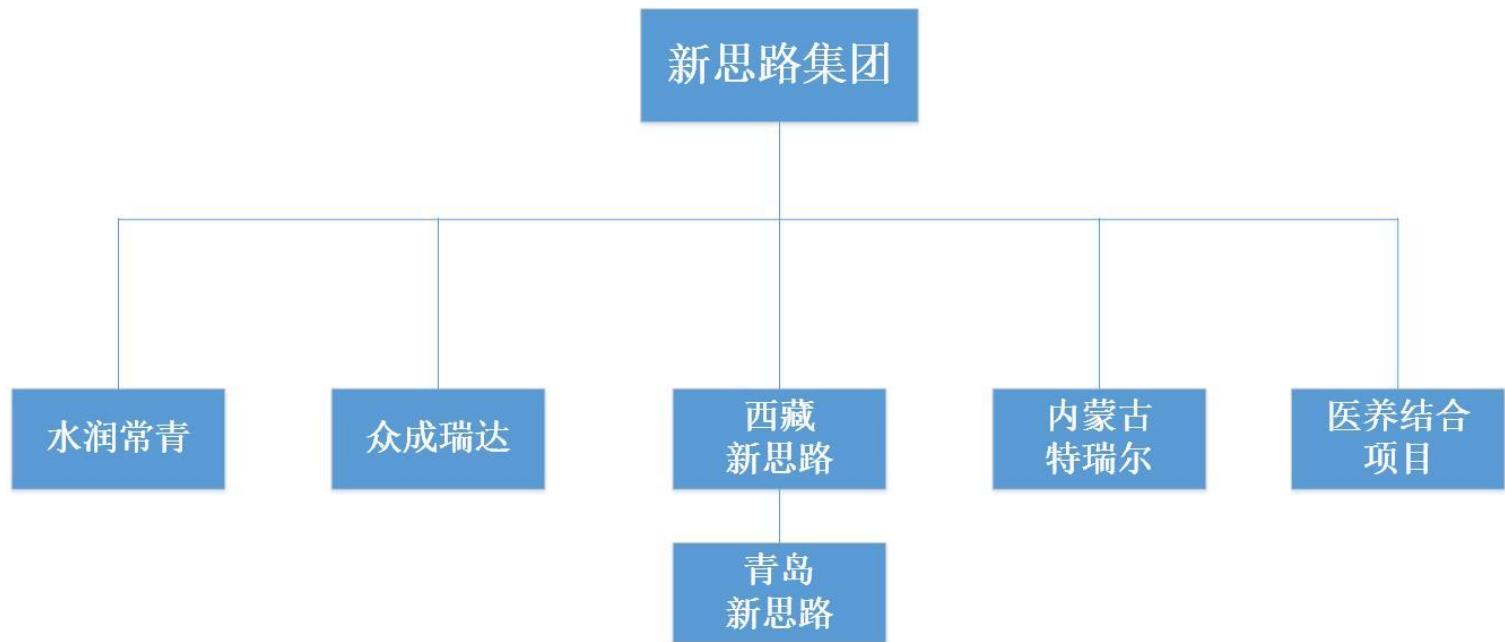 新思路集团
水润常青
众成瑞达
西藏
新思路
内蒙古
特瑞尔
医养结合
项目
青岛
新思路